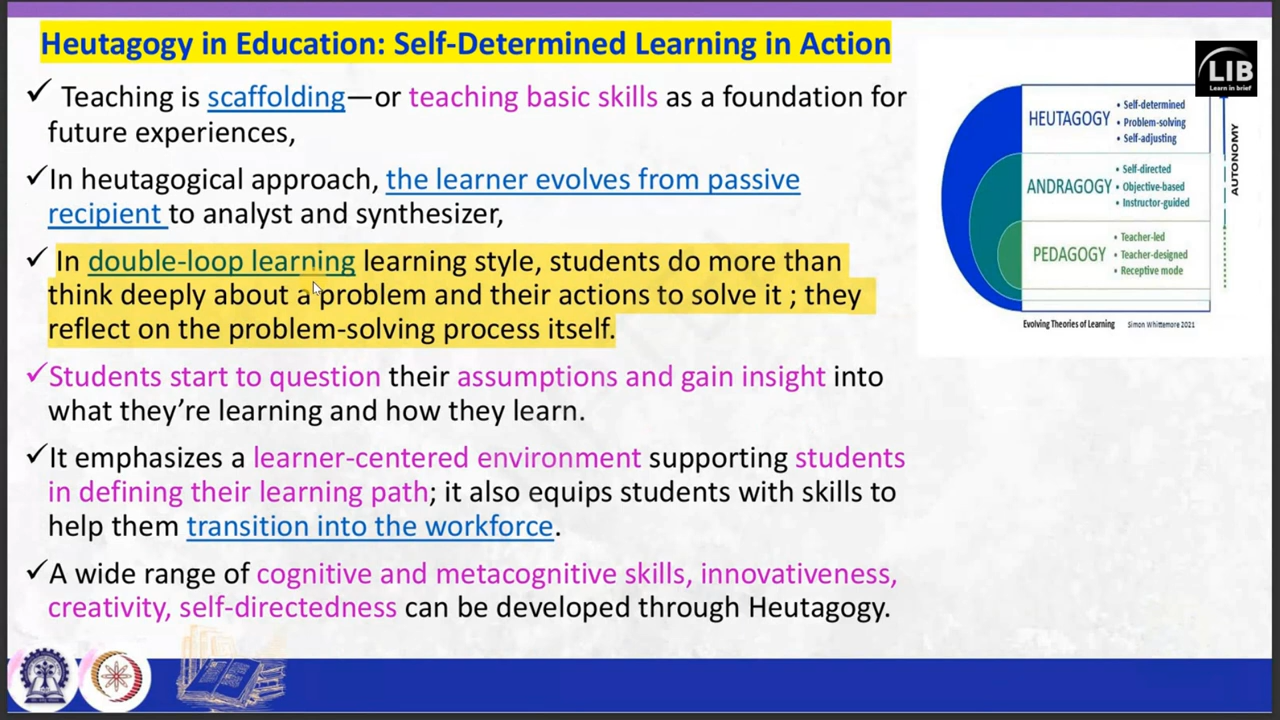 Heutagogy in Education: Self-Determined Learning in Action
✓ Teaching is scaffolding—or teaching basic skills as a foundation for
future experiences,
✓In heutagogical approach, the learner evolves from passive
recipient to analyst and synthesizer,
✓ In double-loop learning learning style, students do more than
think deeply about a problem and their actions to solve it ; they
reflect on the problem-solving process itself.
✓Students start to question their assumptions and gain insight into
what they’re learning and how they learn.
✓It emphasizes a learner-centered environment supporting students
in defining their learning path; it also equips students with skills to
help them transition into the workforce.
✓A wide range of cognitive and metacognitive skills, innovativeness,
creativity, self-directedness can be developed through Heutagogy.
LIB
Learn in brief
HEUTAGOGY
• Self-determined
• Problem-solving
• Self-adjusting
ANDRAGOGY
• Self-directed
• Objective-based
• Instructor-guided
PEDAGOGY
• Teacher-led
• Teacher-designed
• Receptive mode
AUTONOMY
Evolving Theories of Learning Simon Whittemore 2021